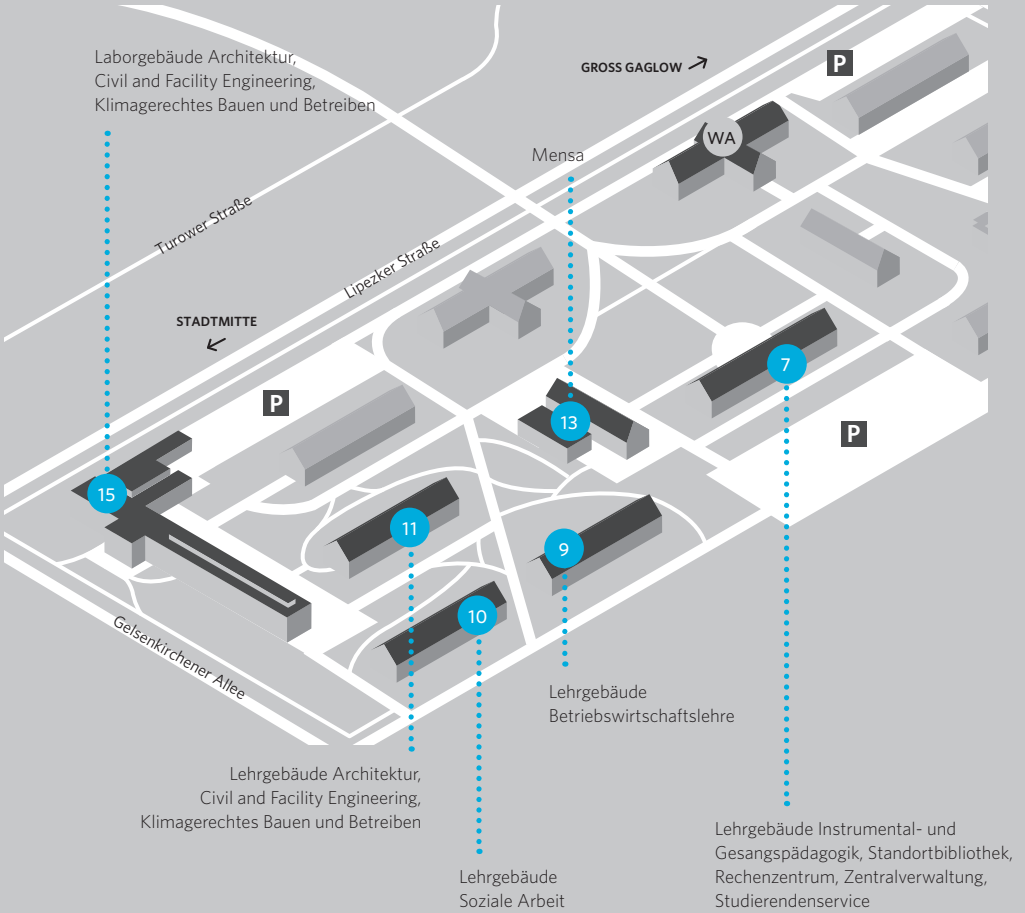 Laborgebäude Architektur,
Civil and Facility Engineering,
Klimagerechtes Bauen und Betreiben
GROSS GAGLOW
P
WA
Mensa
Turower Straße
Lipezker Straße
STADTMITTE
7
P
13
P
15
11
9
10
Gelsenkirchener Allee
Lehrgebäude
Betriebswirtschaftslehre
Lehrgebäude Architektur,
Civil and Facility Engineering,
Klimagerechtes Bauen und Betreiben
Lehrgebäude Instrumental- und
Gesangspädagogik, Standortbibliothek,
Rechenzentrum, Zentralverwaltung,
Studierendenservice
Lehrgebäude
Soziale Arbeit